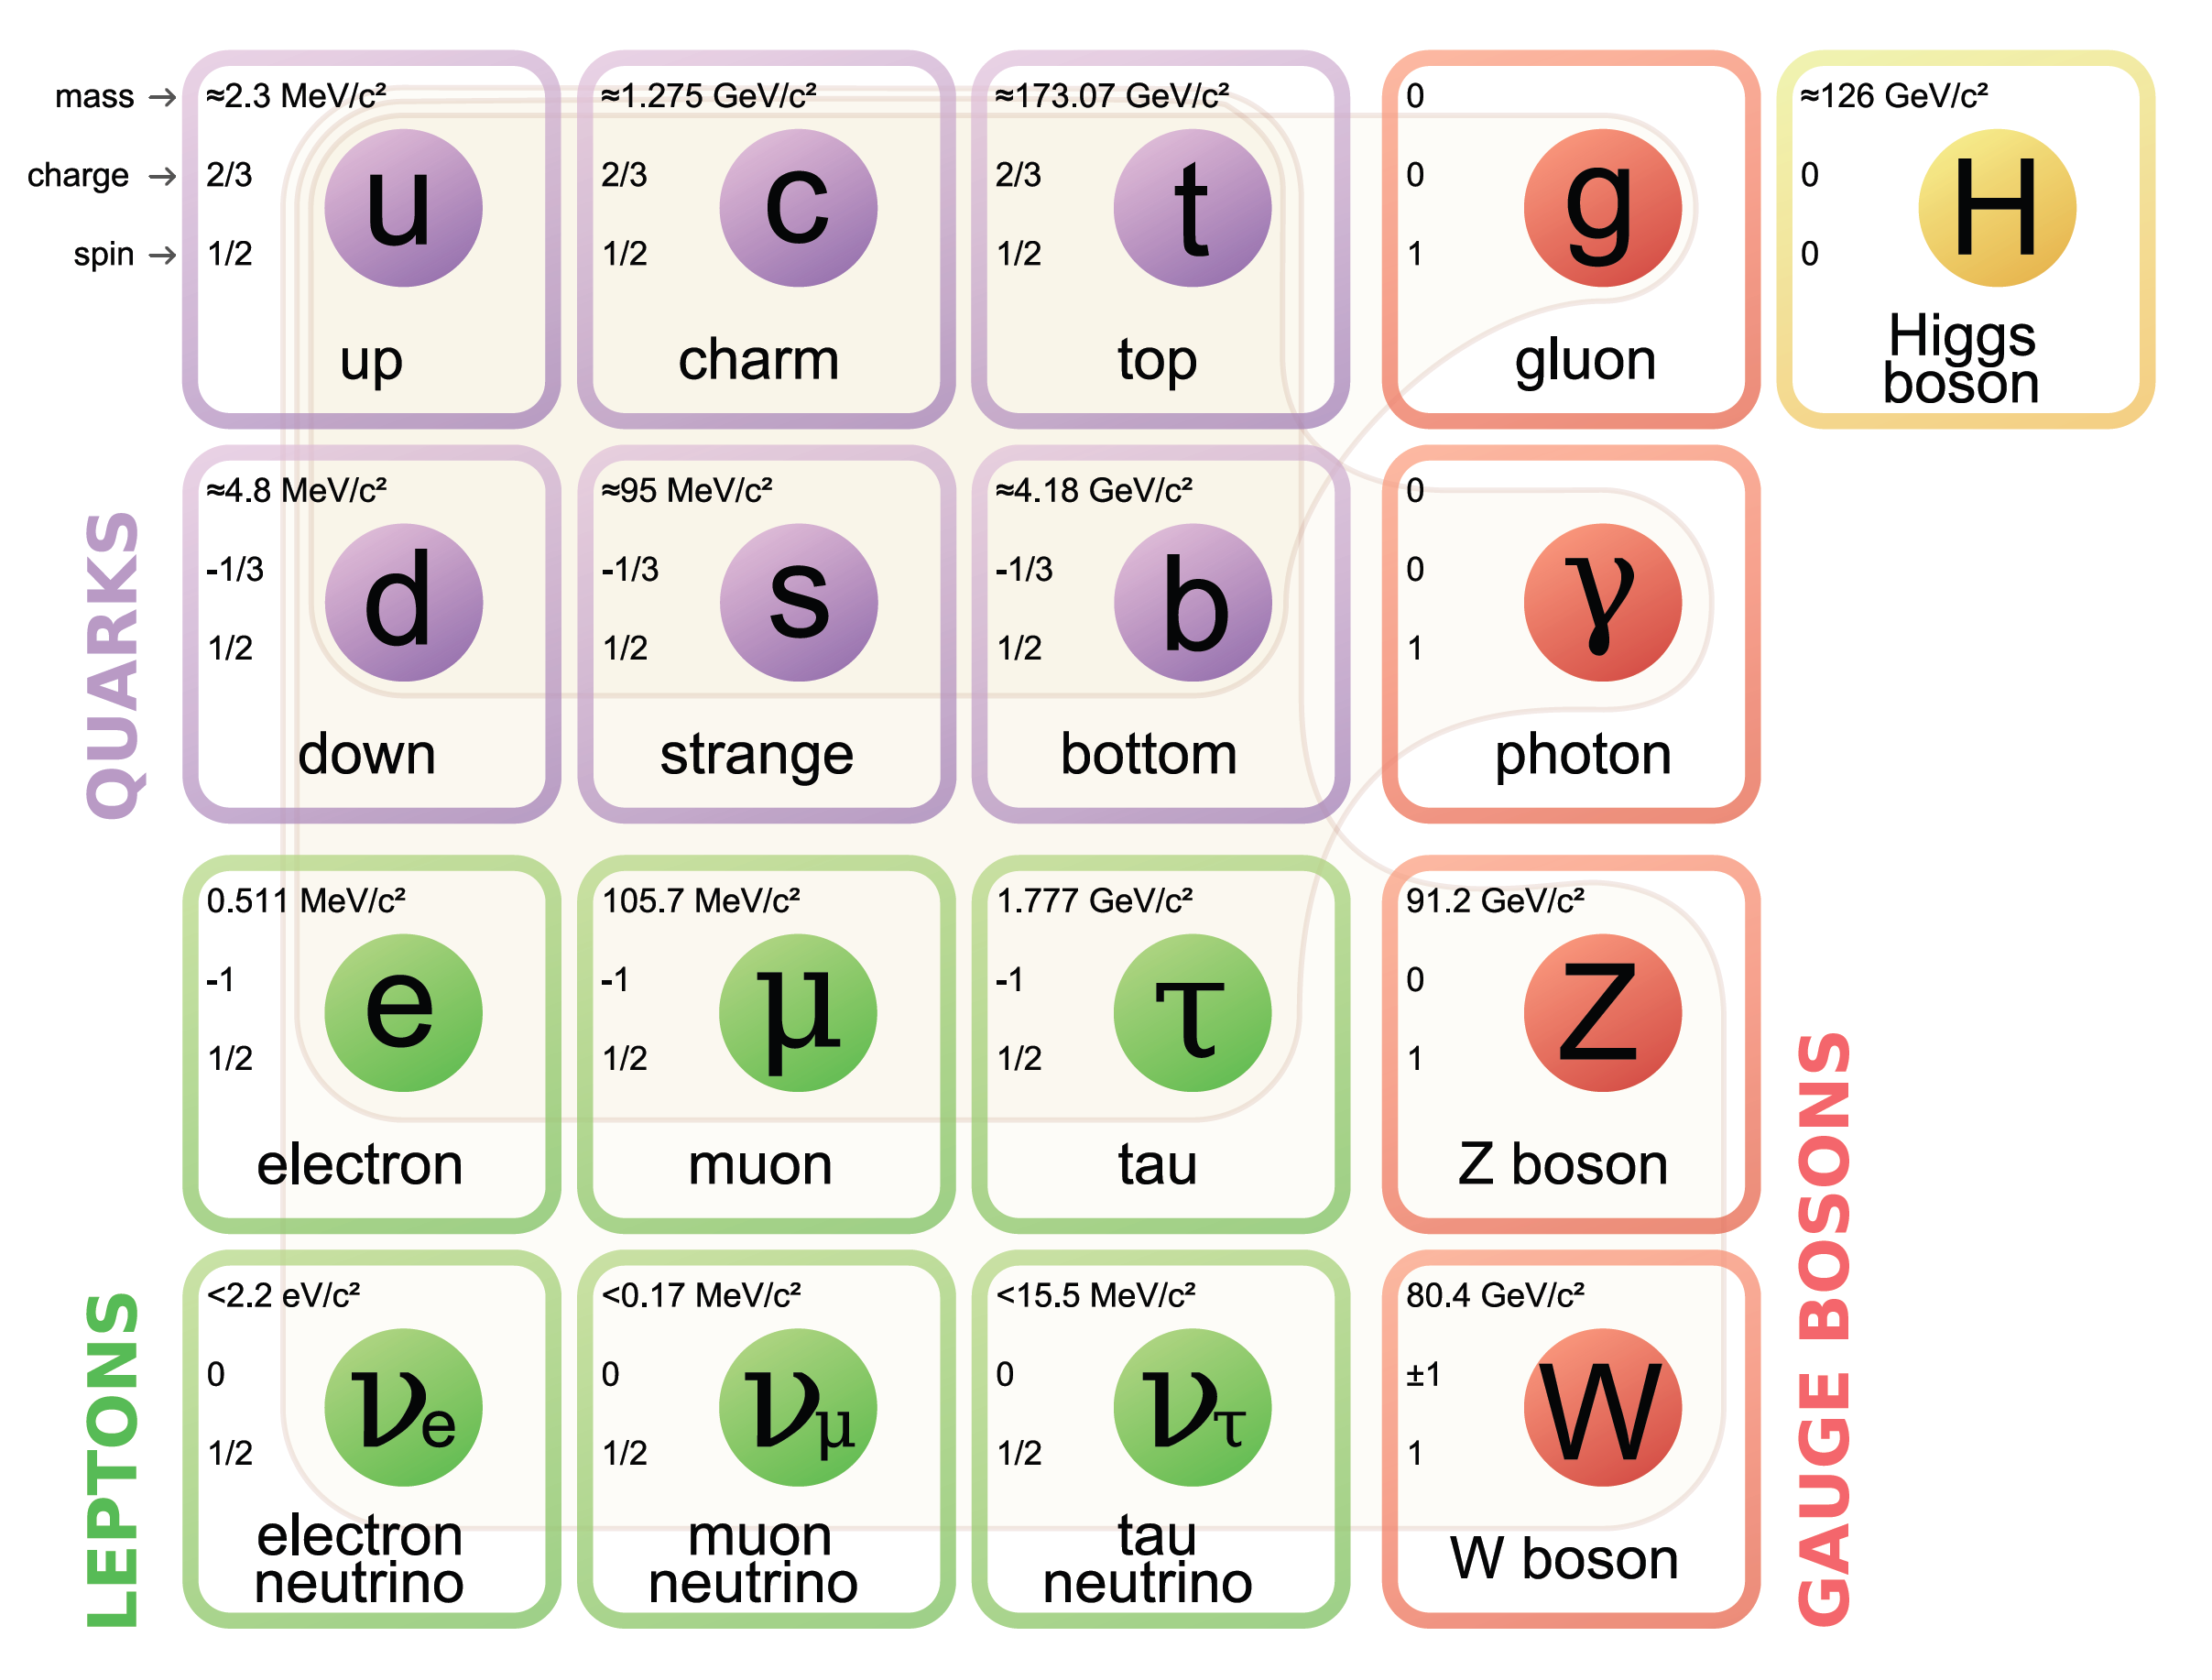 mass →
charge →
spin →
≈2.3 MeV/c²
2/3
1/2
u
up
≈1.275 GeV/c²
2/3
1/2
c
charm
≈173.07 GeV/c²
2/3
1/2
t
top
0
0
1
g
gluon
≈126 GeV/c²
0
0
H
Higgs
boson
QUARKS
≈4.8 MeV/c²
-1/3
1/2
d
down
≈95 MeV/c²
-1/3
1/2
s
strange
≈4.18 GeV/c²
-1/3
1/2
b
bottom
0
0
1
γ
photon
0.511 MeV/c²
-1
1/2
e
electron
105.7 MeV/c²
-1
1/2
μ
muon
1.777 GeV/c²
-1
1/2
τ
tau
91.2 GeV/c²
0
1
Z
Z boson
LEPTONS
<2.2 eV/c²
0
1/2
νe
electron
neutrino
<0.17 MeV/c²
0
1/2
νμ
muon
neutrino
<15.5 MeV/c²
0
1/2
ντ
tau
neutrino
80.4 GeV/c²
±1
1
W
W boson
GAUGE BOSONS